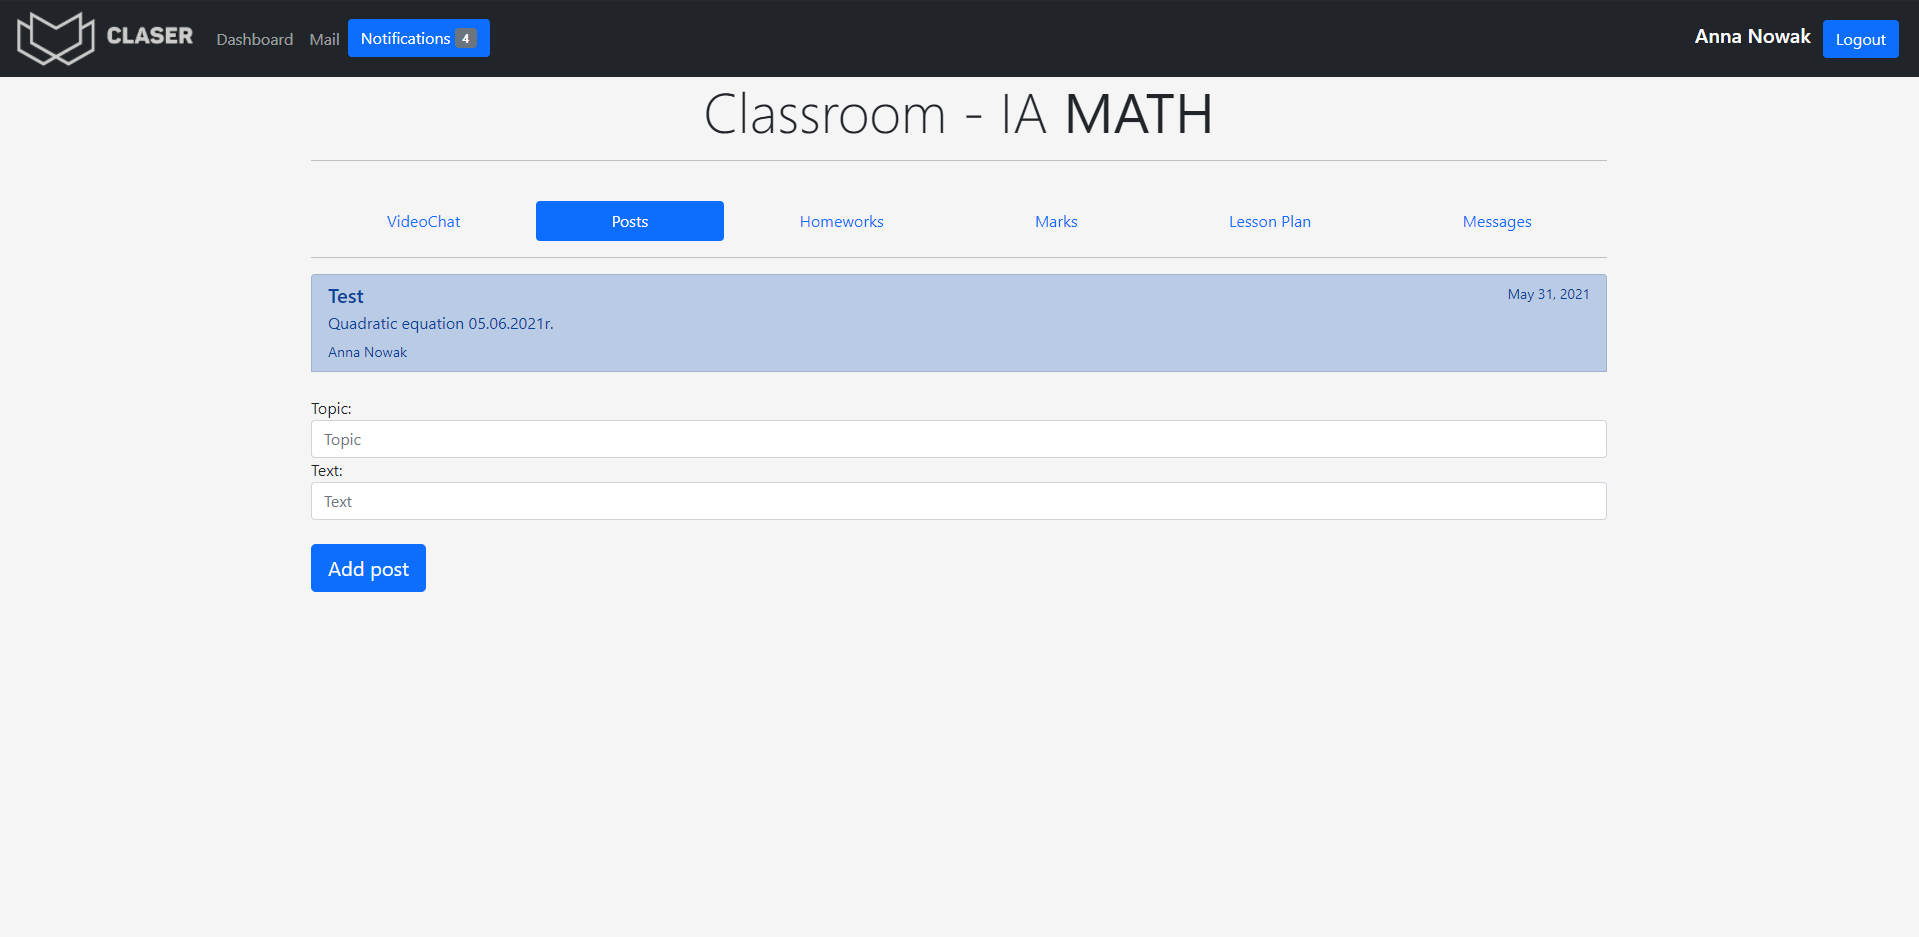 CLASER Dashboard Mail Notifications 4 Anna Nowak Logout
Classroom - IA MATH
VideoChat Posts Homeworks Marks Lesson Plan Messages
Test May 31, 2021
Quadratic equation 05.06.2021r.
Anna Nowak
Topic:
Topic
Text:
Text
Add post